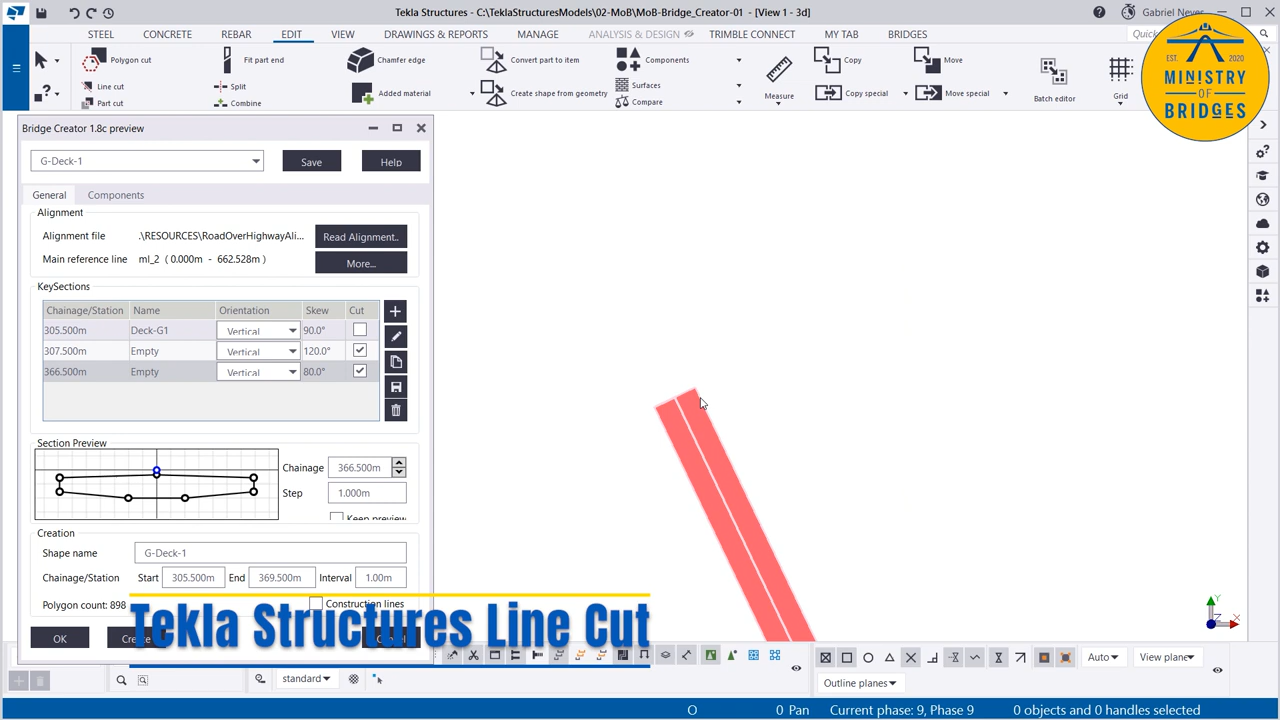 Tekla Structures - C:\TeklaStructuresModels\02-MoB\MoB-Bridge_Creator-01 - [View 1 - 3d]
Gabriel Neyer
STEEL CONCRETE REBAR EDIT VIEW DRAWINGS & REPORTS MANAGE ANALYSIS & DESIGN TRIMBLE CONNECT MY TAB BRIDGES
Quick
Polygon cut
Line cut
Part cut
Fit part end
Split
Combine
Chamfer edge
Added material
Convert part to item
Create shape from geometry
Components
Surfaces
Compare
Measure
Copy
Copy special
Move
Move special
Batch editor
Grid
EST. 2020
MINISTRY
OF
BRIDGES
Bridge Creator 1.8c preview
G-Deck-1
Save
Help
General Components
Alignment
Alignment file .\RESOURCES\RoadOverHighwayAli... Read Alignment..
Main reference line ml_2 ( 0.000m - 662.528m ) More...
KeySections
Chainage/Station Name Orientation Skew Cut
305.500m Deck-G1 Vertical 90.0°
307.500m Empty Vertical 120.0°
366.500m Empty Vertical 80.0°
Section Preview
Chainage 366.500m
Step 1.000m
Keep preview
Creation
Shape name G-Deck-1
Chainage/Station Start 305.500m End 369.500m Interval 1.00m
Polygon count: 898 Construction lines
OK Create
Tekla Structures Line Cut
standard
Auto
View plane
Outline planes
O 0 Pan Current phase: 9, Phase 9 0 objects and 0 handles selected
Y
Z
X